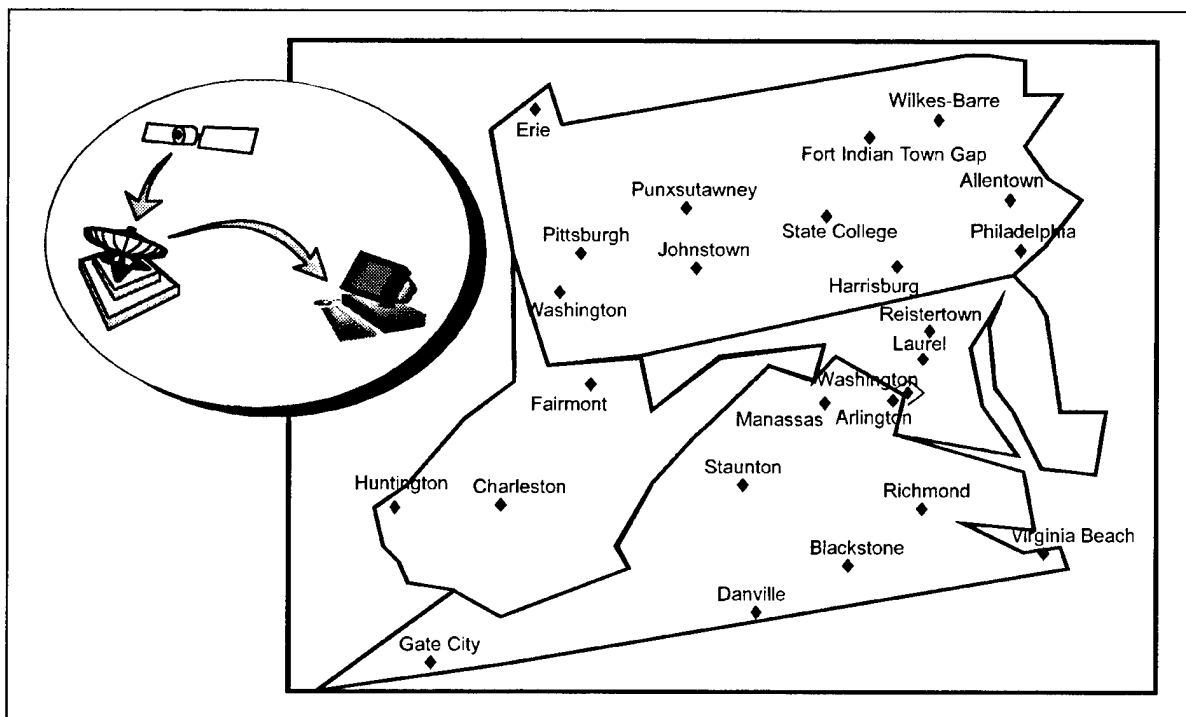 Wilkes-Barre
Erie
Fort Indian Town Gap
Punxsutawney
Allentown
State College
Philadelphia
Pittsburgh
Johnstown
Harrisburg
Washington
Reistertown
Laurel
Washington
Fairmont
Manassas
Arlington
Staunton
Huntington
Charleston
Richmond
Virginia Beach
Blackstone
Danville
Gate City